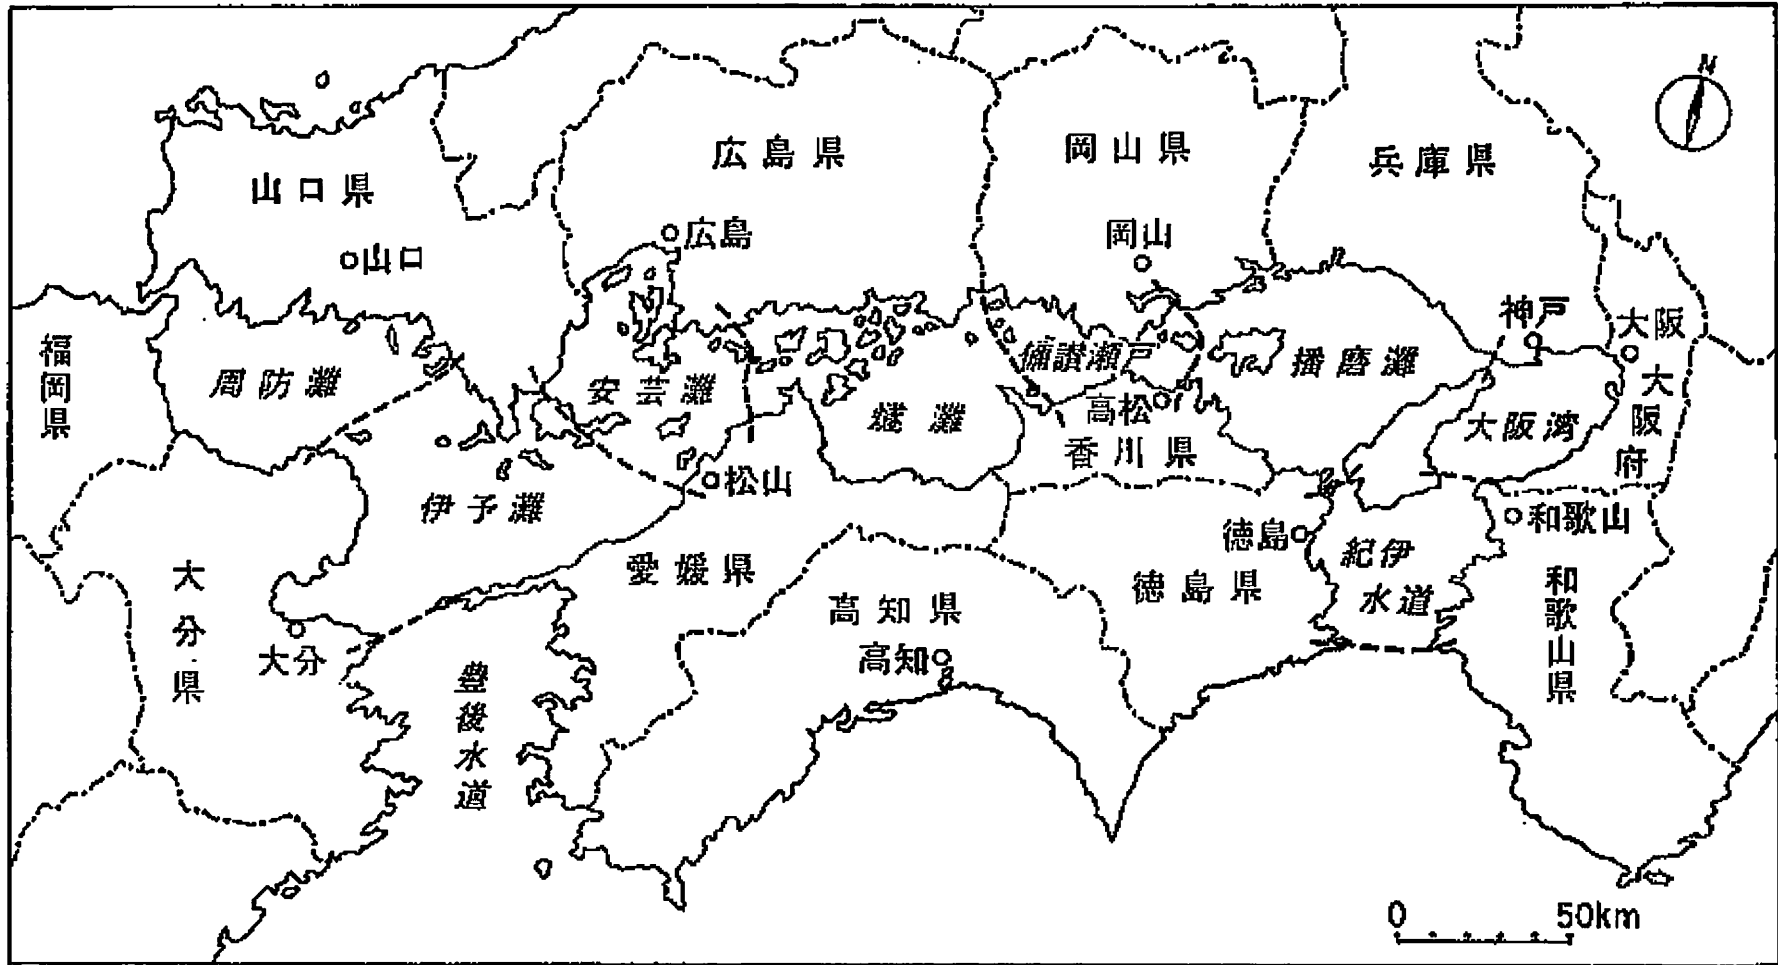 N
広島県
岡山県
兵庫県
山口県
広島
岡山
山口
神戸
大阪
福岡県
周防灘
安芸灘
備讃瀬戸
播磨灘
大阪府
高松
燧灘
大阪湾
香川県
松山
伊予灘
徳島
紀伊水道
和歌山
愛媛県
徳島県
大分県
高知県
和歌山県
大分
高知
豊後水道
0
50km